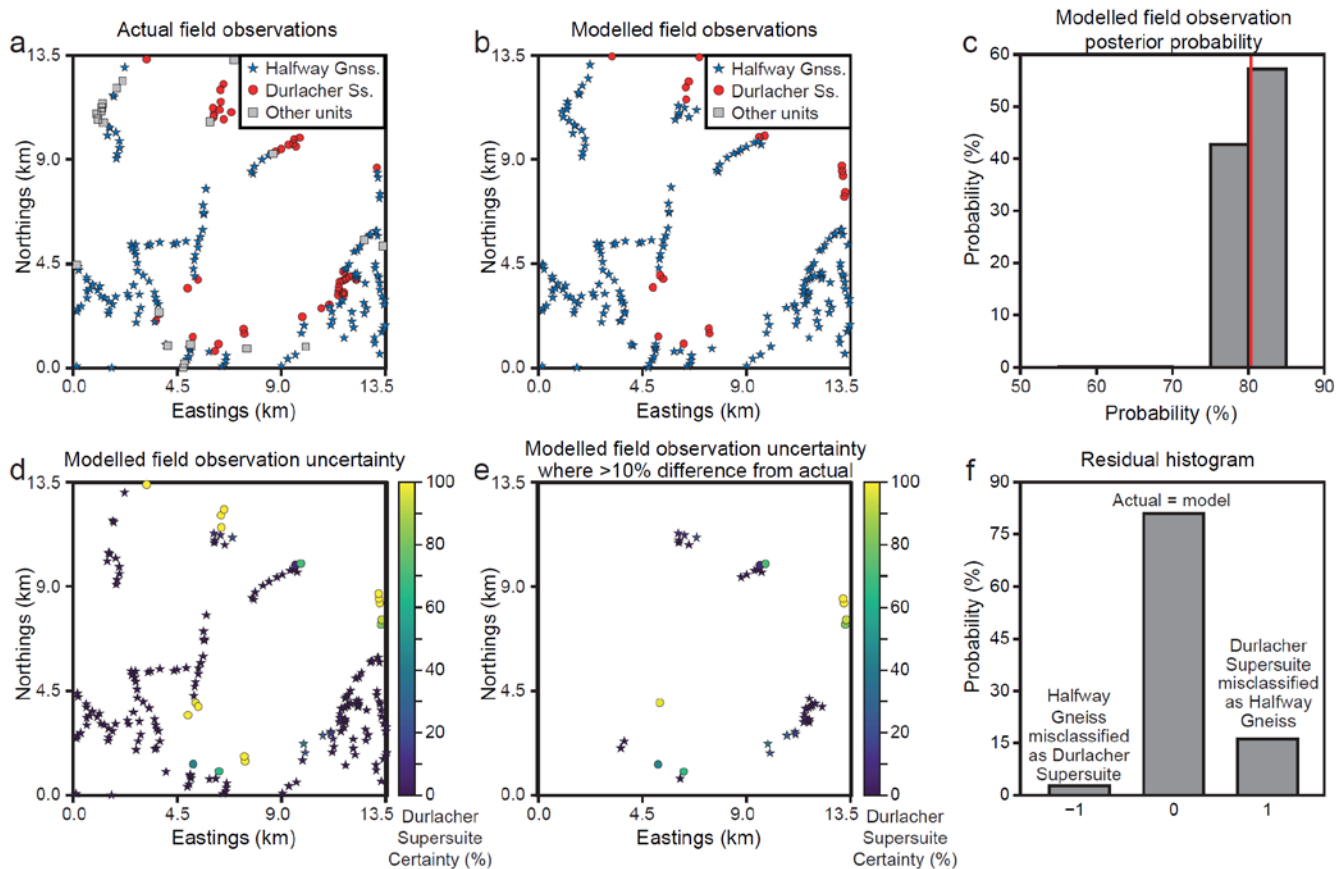 a
Actual field observations
13.5
9.0
4.5
0.0
Northings (km)
0.0
4.5
9.0
13.5
Eastings (km)
Halfway Gnss.
Durlacher Ss.
Other units
b
Modelled field observations
13.5
9.0
4.5
0.0
Northings (km)
0.0
4.5
9.0
13.5
Eastings (km)
Halfway Gnss.
Durlacher Ss.
Other units
c
Modelled field observation
posterior probability
60
50
40
30
20
10
0
Probability (%)
50
60
70
80
90
Probability (%)
d
Modelled field observation uncertainty
13.5
9.0
4.5
0.0
Northings (km)
0.0
4.5
9.0
13.5
Eastings (km)
100
80
60
40
20
0
Durlacher
Supersuite
Certainty (%)
e
Modelled field observation uncertainty
where >10% difference from actual
13.5
9.0
4.5
0.0
Northings (km)
0.0
4.5
9.0
13.5
Eastings (km)
100
80
60
40
20
0
Durlacher
Supersuite
Certainty (%)
f
Residual histogram
90
75
60
45
30
15
0
Probability (%)
Actual = model
Halfway
Gneiss
misclassified
as Durlacher
Supersuite
Durlacher
Supersuite
misclassified
as Halfway
Gneiss
−1
0
1